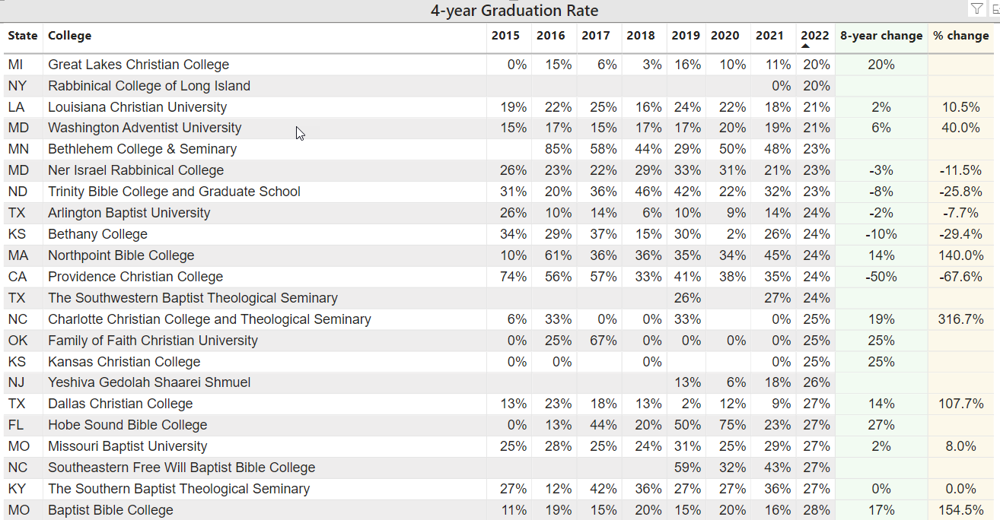 4-year Graduation Rate
State College 2015 2016 2017 2018 2019 2020 2021 2022 8-year change % change
MI Great Lakes Christian College 0% 15% 6% 3% 16% 10% 11% 20% 20%
NY Rabbinical College of Long Island 0% 20%
LA Louisiana Christian University 19% 22% 25% 16% 24% 22% 18% 21% 2% 10.5%
MD Washington Adventist University 15% 17% 15% 17% 17% 20% 19% 21% 6% 40.0%
MN Bethlehem College & Seminary 85% 58% 44% 29% 50% 48% 23%
MD Ner Israel Rabbinical College 26% 23% 22% 29% 33% 31% 21% 23% -3% -11.5%
ND Trinity Bible College and Graduate School 31% 20% 36% 46% 42% 22% 32% 23% -8% -25.8%
TX Arlington Baptist University 26% 10% 14% 6% 10% 9% 14% 24% -2% -7.7%
KS Bethany College 34% 29% 37% 15% 30% 2% 26% 24% -10% -29.4%
MA Northpoint Bible College 10% 61% 36% 36% 35% 34% 45% 24% 14% 140.0%
CA Providence Christian College 74% 56% 57% 33% 41% 38% 35% 24% -50% -67.6%
TX The Southwestern Baptist Theological Seminary 26% 27% 24%
NC Charlotte Christian College and Theological Seminary 6% 33% 0% 0% 33% 0% 25% 19% 316.7%
OK Family of Faith Christian University 0% 25% 67% 0% 0% 0% 0% 25% 25%
KS Kansas Christian College 0% 0% 0% 0% 25% 25%
NJ Yeshiva Gedolah Shaarei Shmuel 13% 6% 18% 26%
TX Dallas Christian College 13% 23% 18% 13% 2% 12% 9% 27% 14% 107.7%
FL Hobe Sound Bible College 0% 13% 44% 20% 50% 75% 23% 27% 27%
MO Missouri Baptist University 25% 28% 25% 24% 31% 25% 29% 27% 2% 8.0%
NC Southeastern Free Will Baptist Bible College 59% 32% 43% 27%
KY The Southern Baptist Theological Seminary 27% 12% 42% 36% 27% 27% 36% 27% 0% 0.0%
MO Baptist Bible College 11% 19% 15% 20% 15% 20% 16% 28% 17% 154.5%